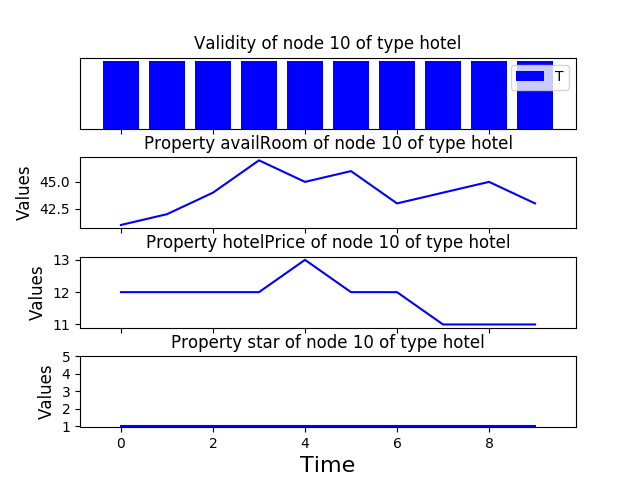 Validity of node 10 of type hotel
T
Property availRoom of node 10 of type hotel
Values
45.0
42.5
Property hotelPrice of node 10 of type hotel
Values
13
12
11
Property star of node 10 of type hotel
Values
5
4
3
2
1
0 2 4 6 8
Time